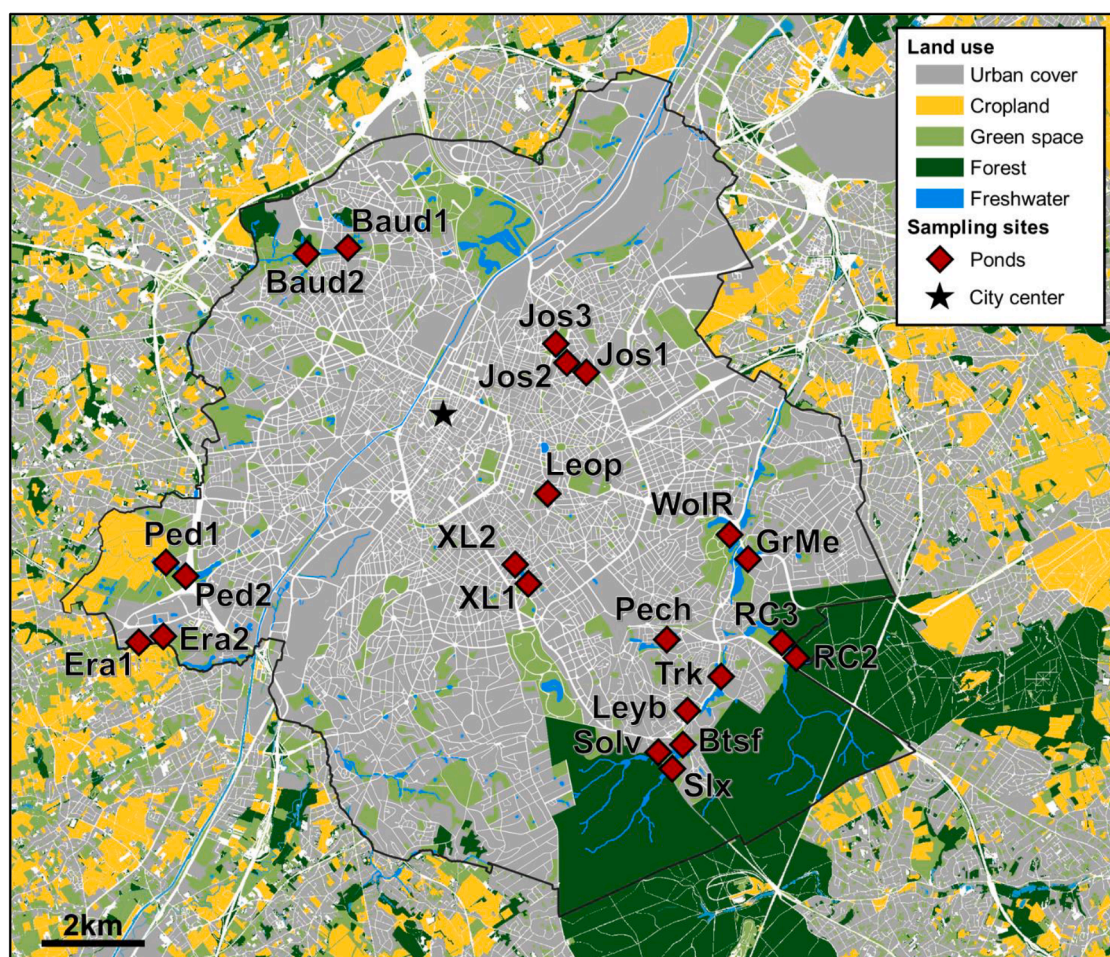 Land use
Urban cover
Cropland
Green space
Forest
Freshwater
Sampling sites
Ponds
City center
Baud1
Baud2
Jos3
Jos1
Jos2
Leop
WolR
GrMe
XL2
XL1
Ped1
Ped2
Era2
Era1
Pech
RC3
RC2
Trk
Leyb
Solv
Btsf
Slx
2km